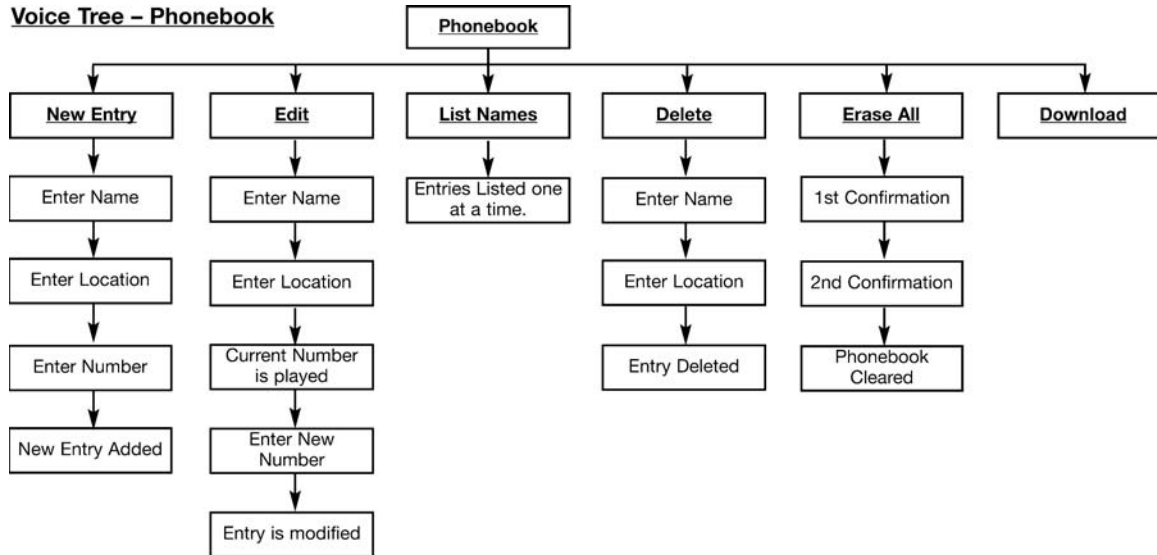 Voice Tree – Phonebook
Phonebook
New Entry
Edit
List Names
Delete
Erase All
Download
Enter Name
Enter Name
Entries Listed one
at a time.
Enter Name
1st Confirmation
Enter Location
Enter Location
Enter Location
2nd Confirmation
Enter Number
Current Number
is played
Entry Deleted
Phonebook
Cleared
New Entry Added
Enter New
Number
Entry is modified